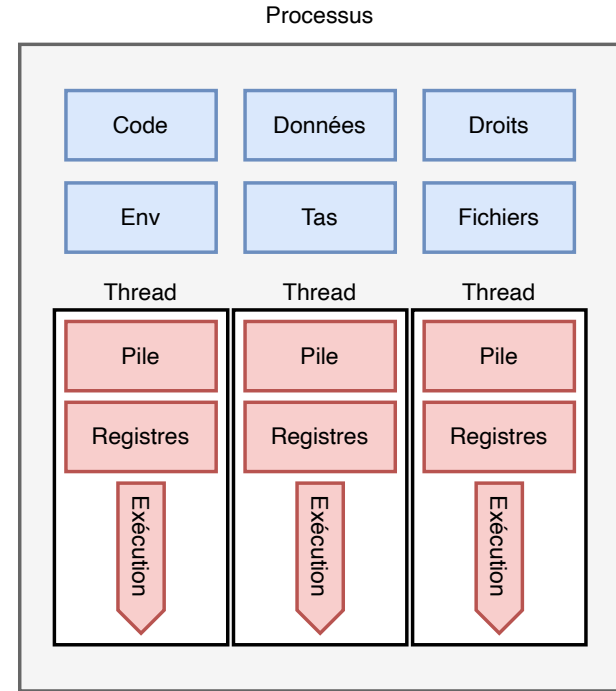 Processus
Code
Données
Droits
Env
Tas
Fichiers
Thread
Thread
Thread
Pile
Pile
Pile
Registres
Registres
Registres
Exécution
Exécution
Exécution